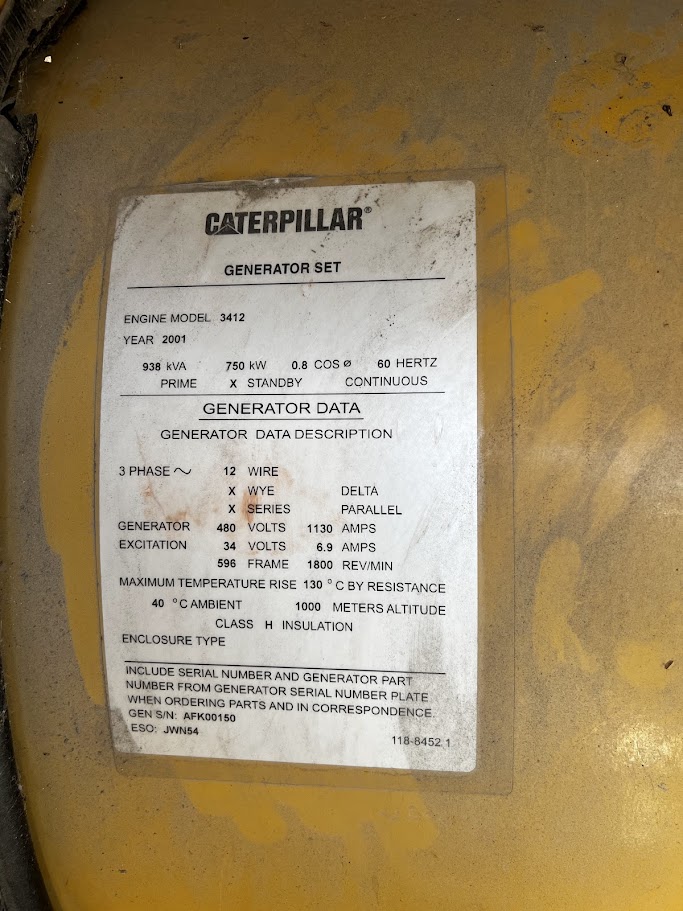 CATERPILLAR®
GENERATOR SET
ENGINE MODEL 3412
YEAR 2001
938 kVA 750 kW 0.8 COS Ø 60 HERTZ
PRIME X STANDBY CONTINUOUS
GENERATOR DATA
GENERATOR DATA DESCRIPTION
3 PHASE ~ 12 WIRE
X WYE DELTA
X SERIES PARALLEL
GENERATOR 480 VOLTS 1130 AMPS
EXCITATION 34 VOLTS 6.9 AMPS
596 FRAME 1800 REV/MIN
MAXIMUM TEMPERATURE RISE 130 °C BY RESISTANCE
40 °C AMBIENT 1000 METERS ALTITUDE
CLASS H INSULATION
ENCLOSURE TYPE
INCLUDE SERIAL NUMBER AND GENERATOR PART
NUMBER FROM GENERATOR SERIAL NUMBER PLATE
WHEN ORDERING PARTS AND IN CORRESPONDENCE.
GEN S/N: AFK00150
ESO: JWN54
118-8452 1